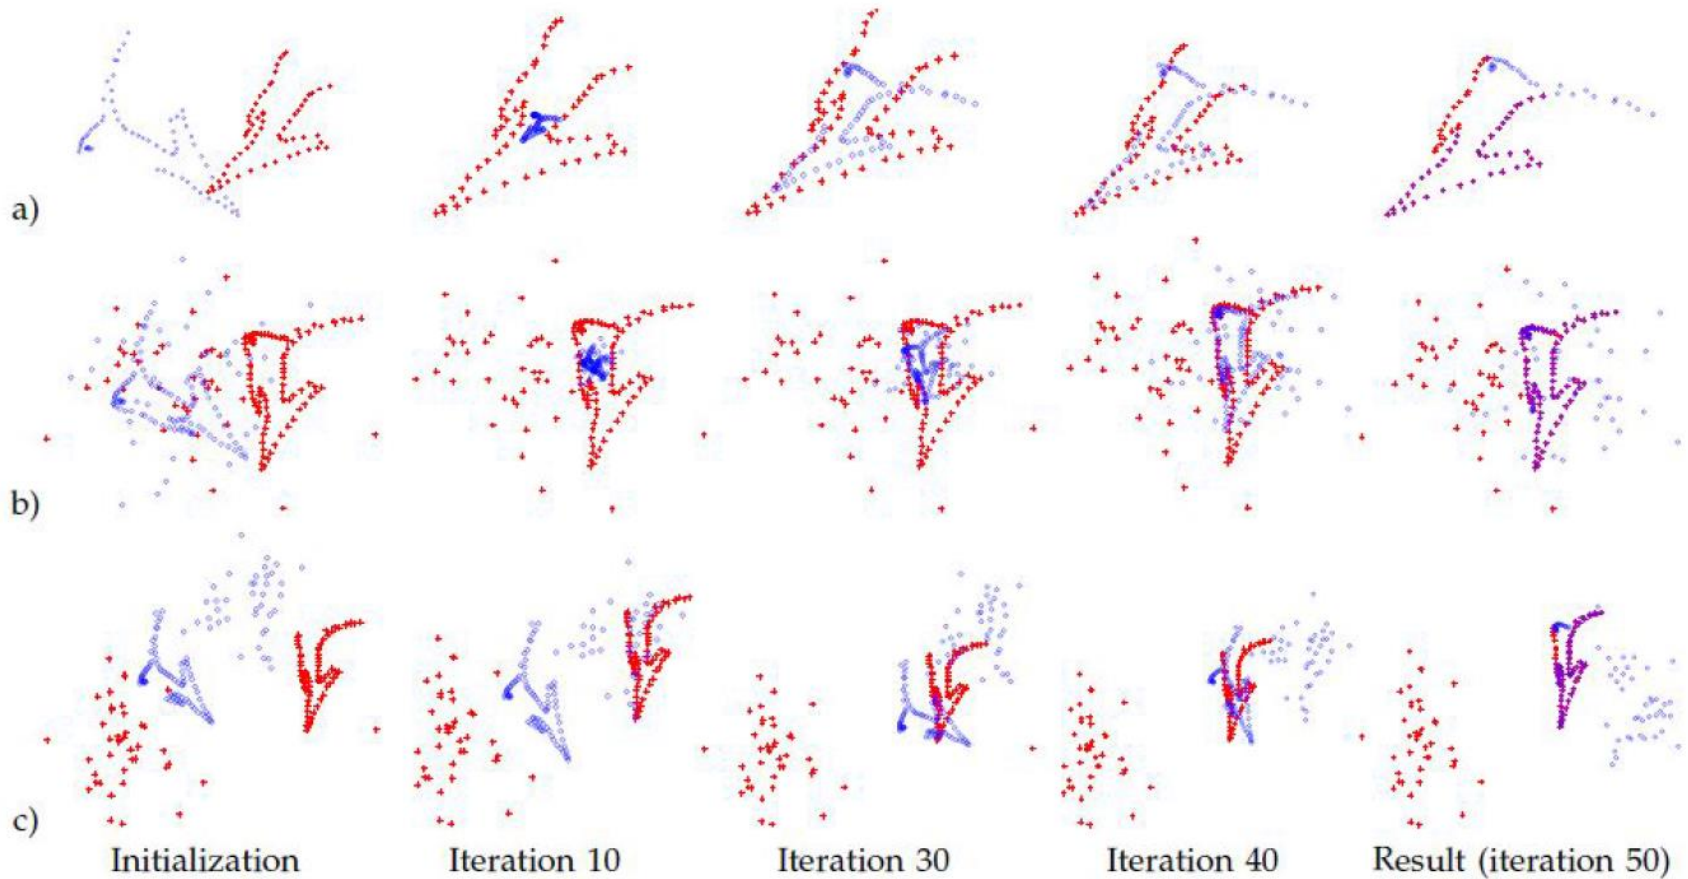 a)
b)
c)
Initialization Iteration 10 Iteration 30 Iteration 40 Result (iteration 50)